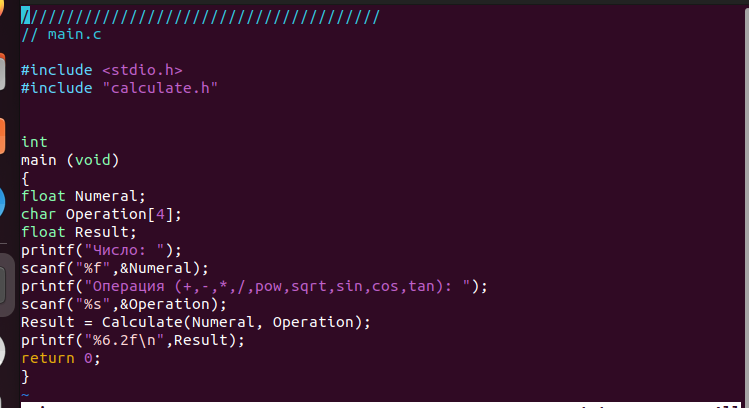 ////////////////////////////////////////
// main.c
#include <stdio.h>
#include "calculate.h"
int
main (void)
{
float Numeral;
char Operation[4];
float Result;
printf("Число: ");
scanf("%f",&Numeral);
printf("Операция (+,-,*,/,pow,sqrt,sin,cos,tan): ");
scanf("%s",&Operation);
Result = Calculate(Numeral, Operation);
printf("%6.2f\n",Result);
return 0;
}
~